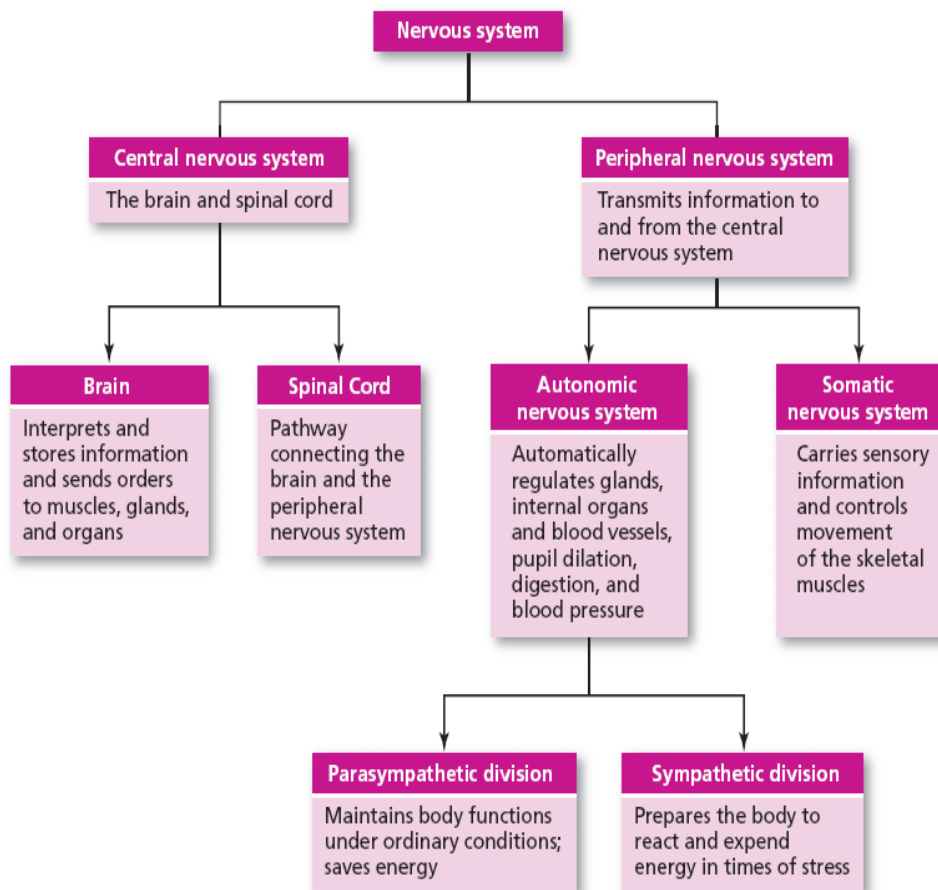 Nervous system
Central nervous system
The brain and spinal cord
Peripheral nervous system
Transmits information to
and from the central
nervous system
Brain
Interprets and
stores information
and sends orders
to muscles, glands,
and organs
Spinal Cord
Pathway
connecting the
brain and the
peripheral
nervous system
Autonomic
nervous system
Automatically
regulates glands,
internal organs
and blood vessels,
pupil dilation,
digestion, and
blood pressure
Somatic
nervous system
Carries sensory
information
and controls
movement
of the skeletal
muscles
Parasympathetic division
Maintains body functions
under ordinary conditions;
saves energy
Sympathetic division
Prepares the body to
react and expend
energy in times of stress